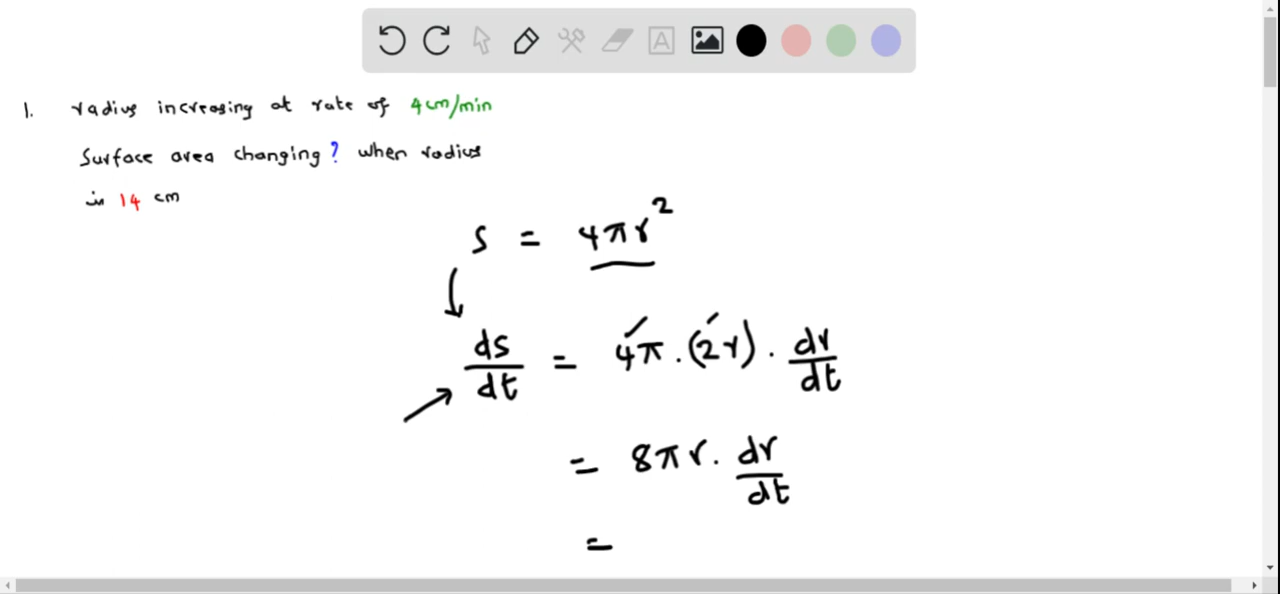 1. radius increasing at rate of 4cm/min
Surface area changing? when radius
is 14 cm
S = 4πr²
ds/dt = 4π.(2r).dr/dt
= 8πr.dr/dt
=